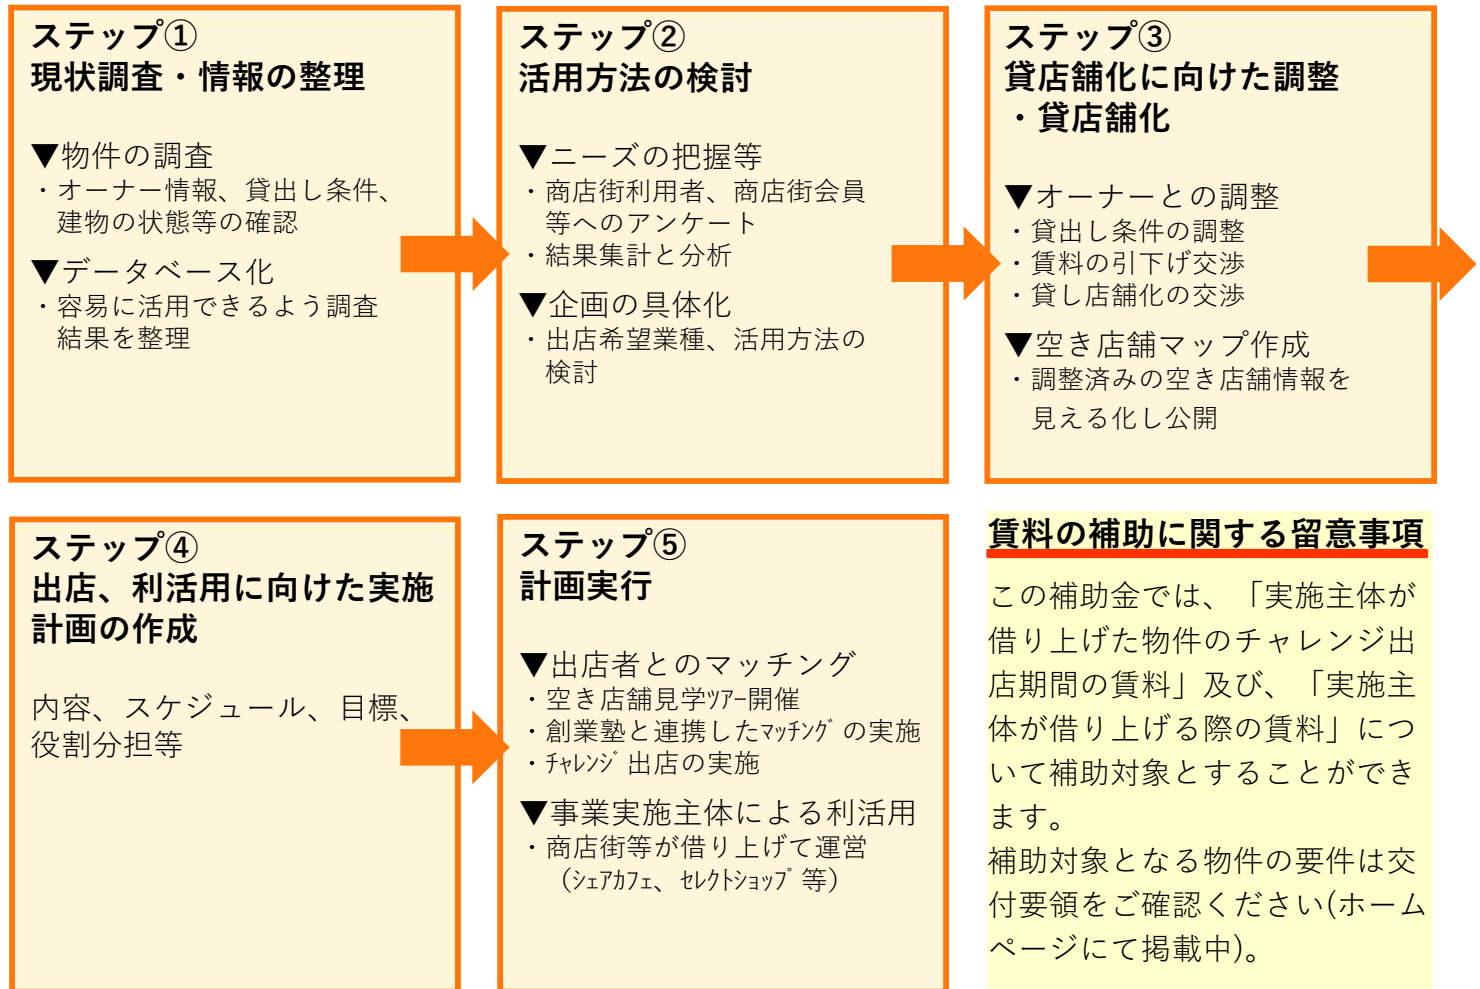 ステップ①
現状調査・情報の整理
▼物件の調査
・オーナー情報、貸出し条件、
建物の状態等の確認
▼データベース化
・容易に活用できるよう調査
結果を整理
ステップ②
活用方法の検討
▼ニーズの把握等
・商店街利用者、商店街会員
等へのアンケート
・結果集計と分析
▼企画の具体化
・出店希望業種、活用方法の
検討
ステップ③
貸店舗化に向けた調整
・貸店舗化
▼オーナーとの調整
・貸出し条件の調整
・賃料の引下げ交渉
・貸し店舗化の交渉
▼空き店舗マップ作成
・調整済みの空き店舗情報を
見える化し公開
ステップ④
出店、利活用に向けた実施
計画の作成
内容、スケジュール、目標、
役割分担等
ステップ⑤
計画実行
▼出店者とのマッチング
・空き店舗見学ﾂｱｰ開催
・創業塾と連携したﾏｯﾁﾝｸﾞの実施
・ﾁｬﾚﾝｼﾞ出店の実施
▼事業実施主体による利活用
・商店街等が借り上げて運営
（ｼｪｱｶﾌｪ、ｾﾚｸﾄｼｮｯﾌﾟ等）
賃料の補助に関する留意事項
この補助金では、「実施主体が
借り上げた物件のチャレンジ出
店期間の賃料」及び、「実施主
体が借り上げる際の賃料」につ
いて補助対象とすることができ
ます。
補助対象となる物件の要件は交
付要領をご確認ください(ホーム
ページにて掲載中)。